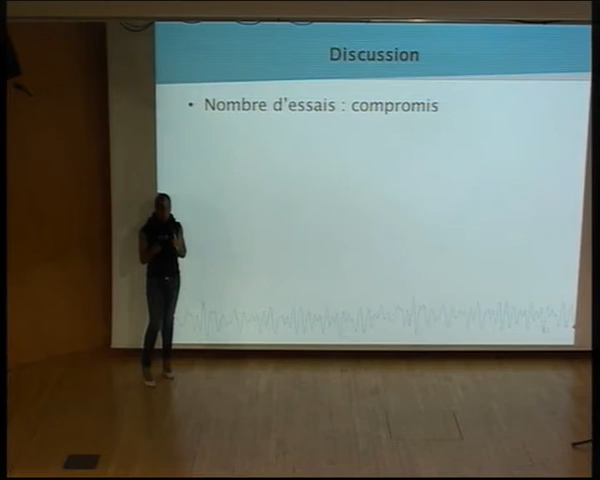 Discussion
• Nombre d'essais : compromis